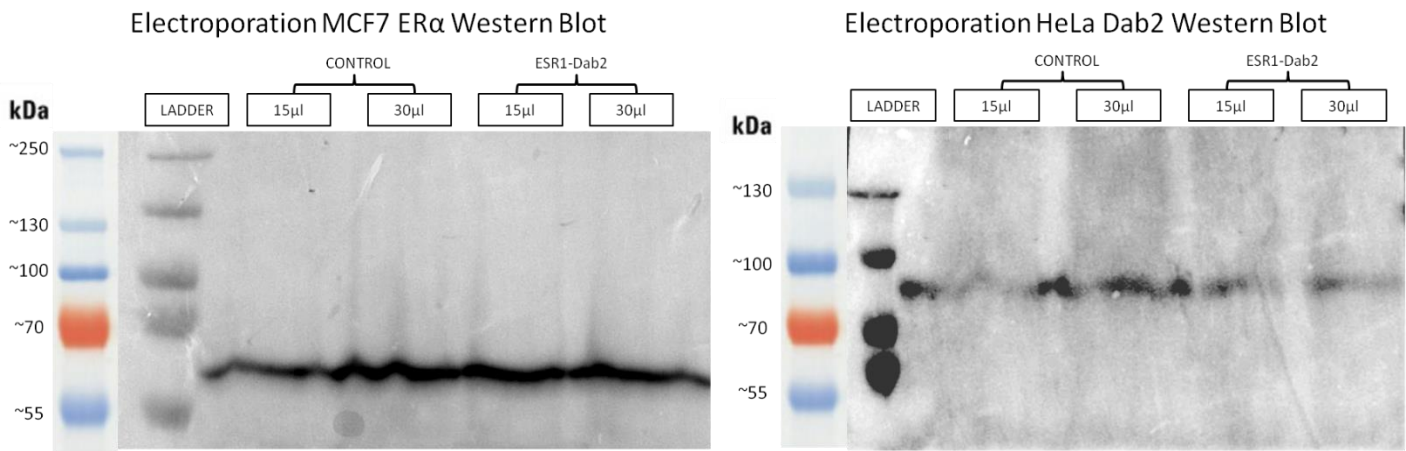 Electroporation MCF7 ERα Western Blot
CONTROL
ESR1-Dab2
kDa
LADDER
15µl
30µl
15µl
30µl
~250
~130
~100
~70
~55
Electroporation HeLa Dab2 Western Blot
CONTROL
ESR1-Dab2
kDa
LADDER
15µl
30µl
15µl
30µl
~130
~100
~70
~55